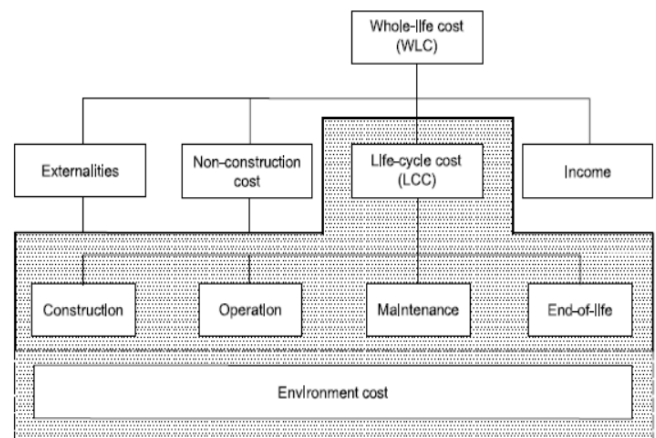 Whole-life cost
(WLC)
Externalities
Non-construction
cost
Life-cycle cost
(LCC)
Income
Construction
Operation
Maintenance
End-of-life
Environment cost